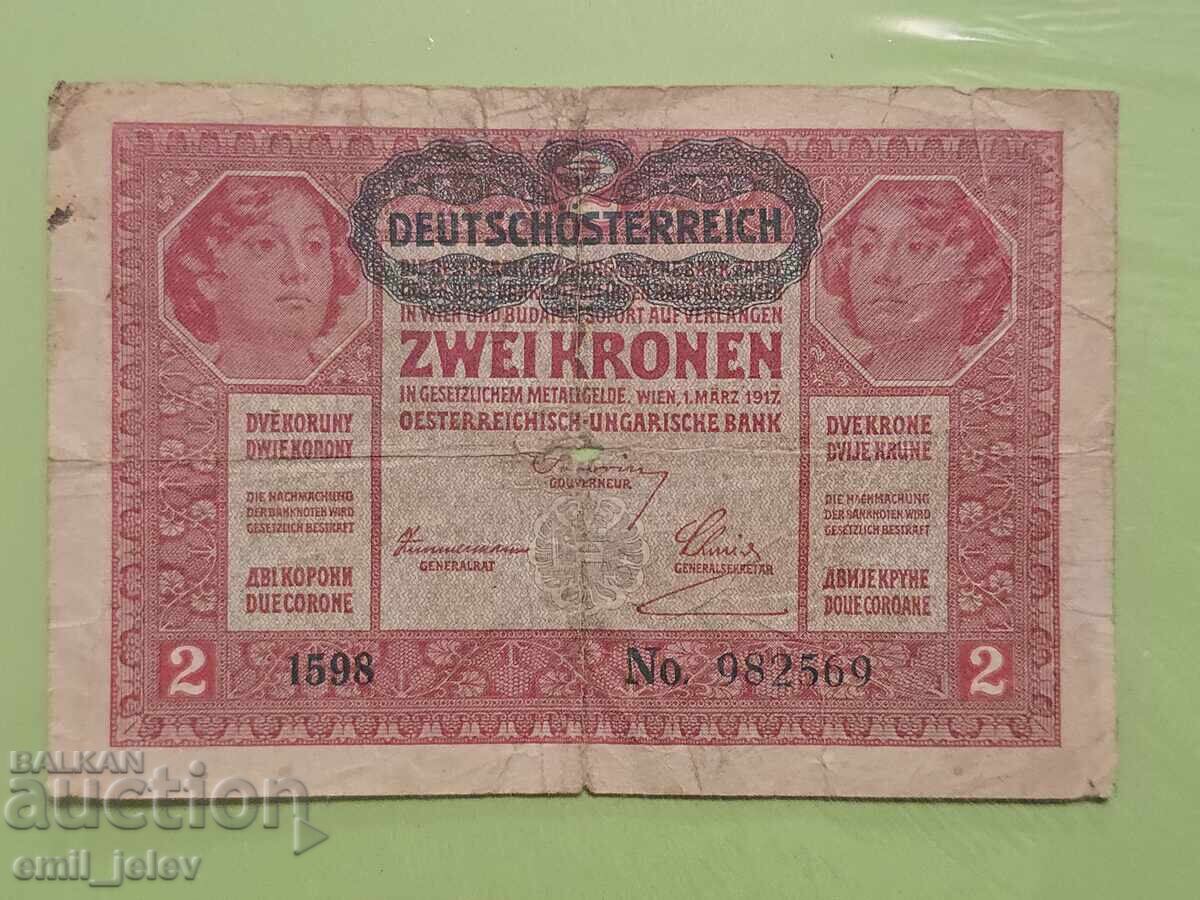 2
DEUTSCHÖSTERREICH
IN WIEN UND BUDAPEST SOFORT AUF VERLANGEN
ZWEI KRONEN
IN GESETZLICHEM METALLGELDE. WIEN, 1. MÄRZ 1917.
OESTERREICHISCH-UNGARISCHE BANK
DVĚ KORUNY
DWIE KORONY
DIE NACHMACHUNG
DER BANKNOTEN WIRD
GESETZLICH BESTRAFT
ДВІ КОРОНИ
DUE CORONE
GOUVERNEUR
GENERALRAT
GENERALSEKRETÄR
DVE KRONE
DVIJE KRUNE
DIE NACHMACHUNG
DER BANKNOTEN WIRD
GESETZLICH BESTRAFT
ДВИЈЕ КРУНЕ
DOUE COROANE
2
1598
No. 982569
2
BALKAN
auction
emil_jelev